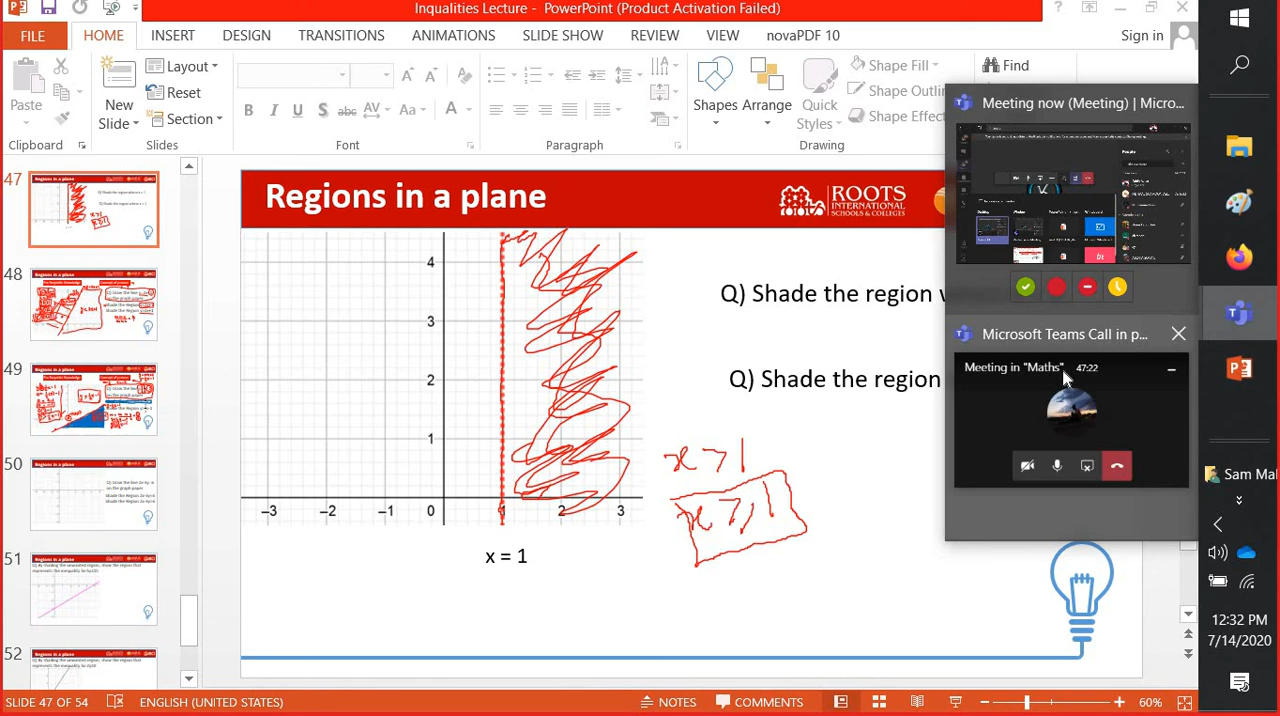 Inqualities Lecture - PowerPoint (Product Activation Failed)
FILE HOME INSERT DESIGN TRANSITIONS ANIMATIONS SLIDE SHOW REVIEW VIEW novaPDF 10 Sign in
Paste
New
Slide
Layout
Reset
Section
B I U S abc AV Aa A
Shapes Arrange Quick
Styles
Shape Fill
Shape Outli
Shape Effec
Find
Clipboard Slides Font Paragraph Drawing
Meeting now (Meeting) | Micro...
Microsoft Teams Call in p...
Meeting in "Maths" 47:22
47
48
49
50
51
52
Regions in a plane
ROOTS
INTERNATIONAL
SCHOOLS & COLLEGES
4
3
2
1
-3 -2 -1 0 1 2 3
x = 1
Q) Shade the region
Q) Shade the region
x > 1
x ⩾ 1
Sam Mal
12:32 PM
7/14/2020
SLIDE 47 OF 54 ENGLISH (UNITED STATES) NOTES COMMENTS 60%